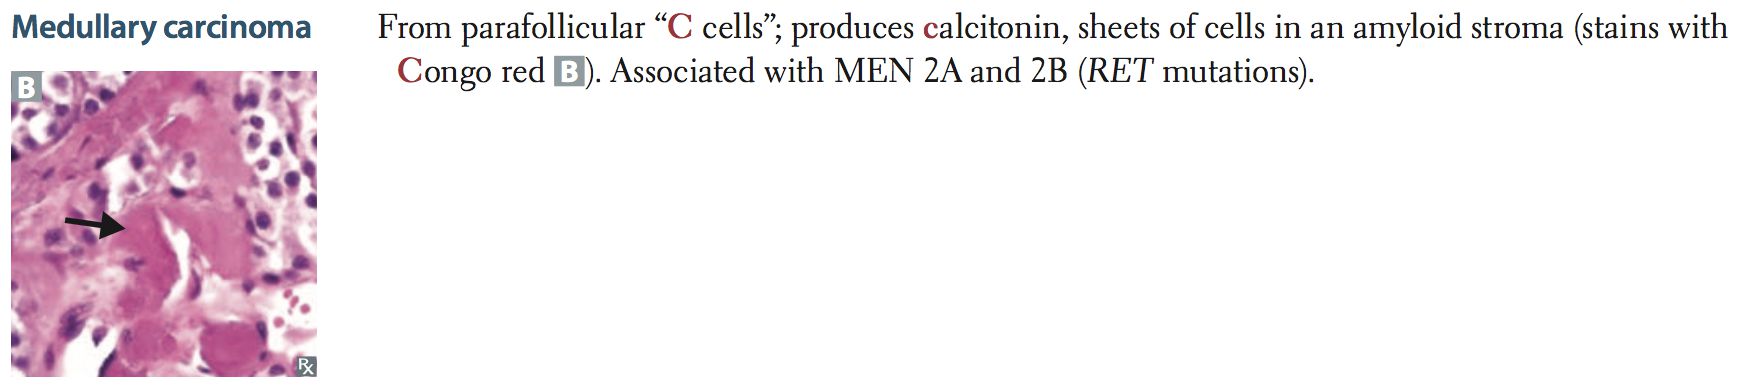 Medullary carcinoma
From parafollicular “C cells”; produces calcitonin, sheets of cells in an amyloid stroma (stains with
Congo red B). Associated with MEN 2A and 2B (RET mutations).
B
Rx